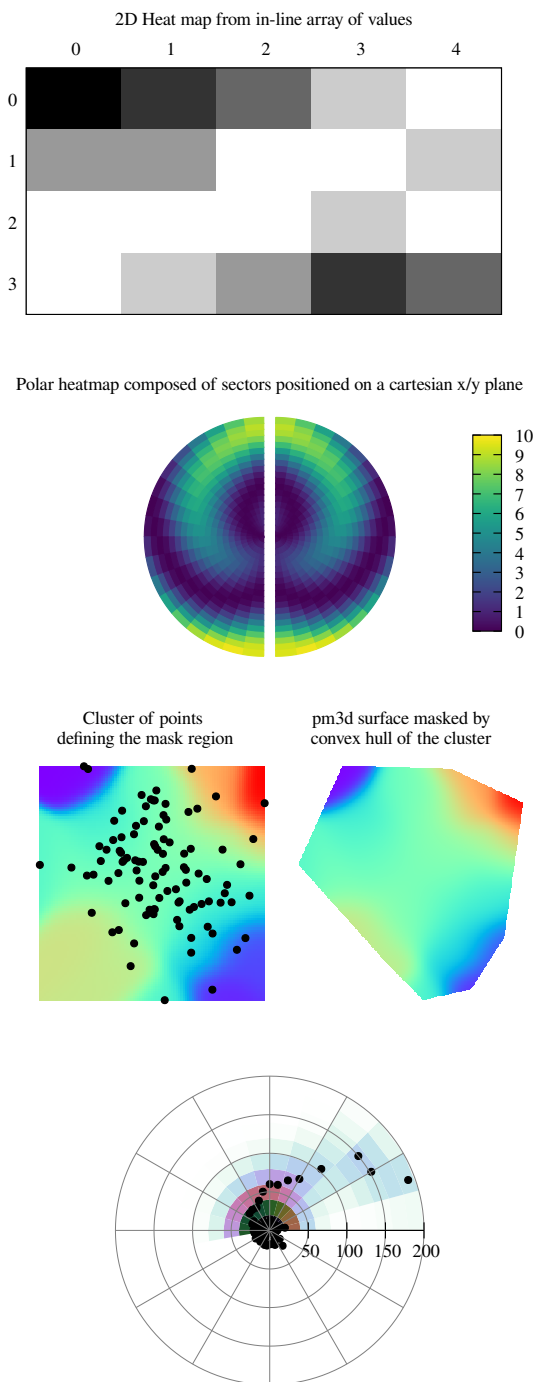 2D Heat map from in-line array of values
0 1 2 3 4
0
1
2
3
Polar heatmap composed of sectors positioned on a cartesian x/y plane
10
9
8
7
6
5
4
3
2
1
0
Cluster of points
defining the mask region
pm3d surface masked by
convex hull of the cluster
50 100 150 200